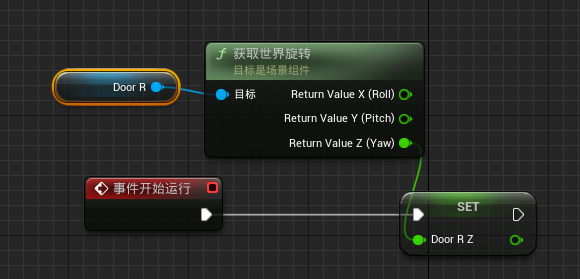 f 获取世界旋转
目标是场景组件
Door R
目标
Return Value X (Roll)
Return Value Y (Pitch)
Return Value Z (Yaw)
事件开始运行
SET
Door R Z